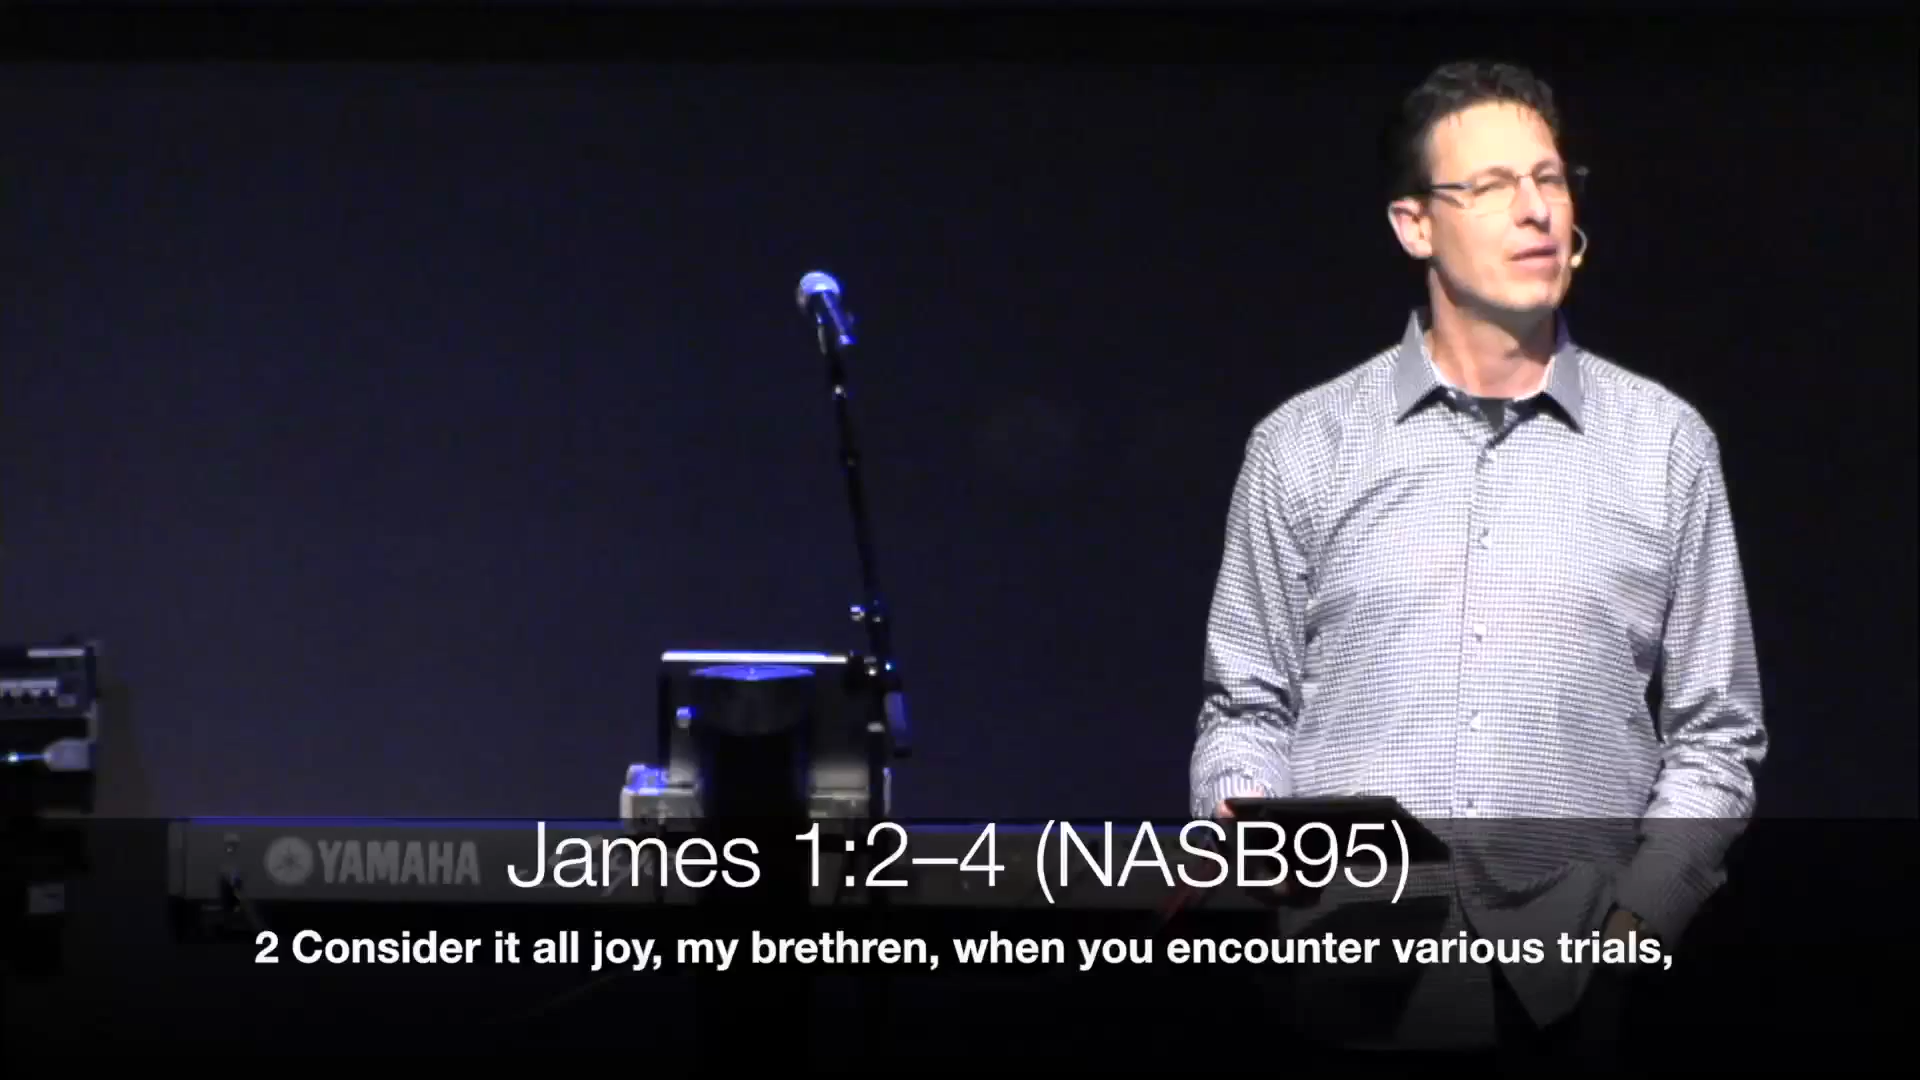 YAMAHA
James 1:2–4 (NASB95)
2 Consider it all joy, my brethren, when you encounter various trials,